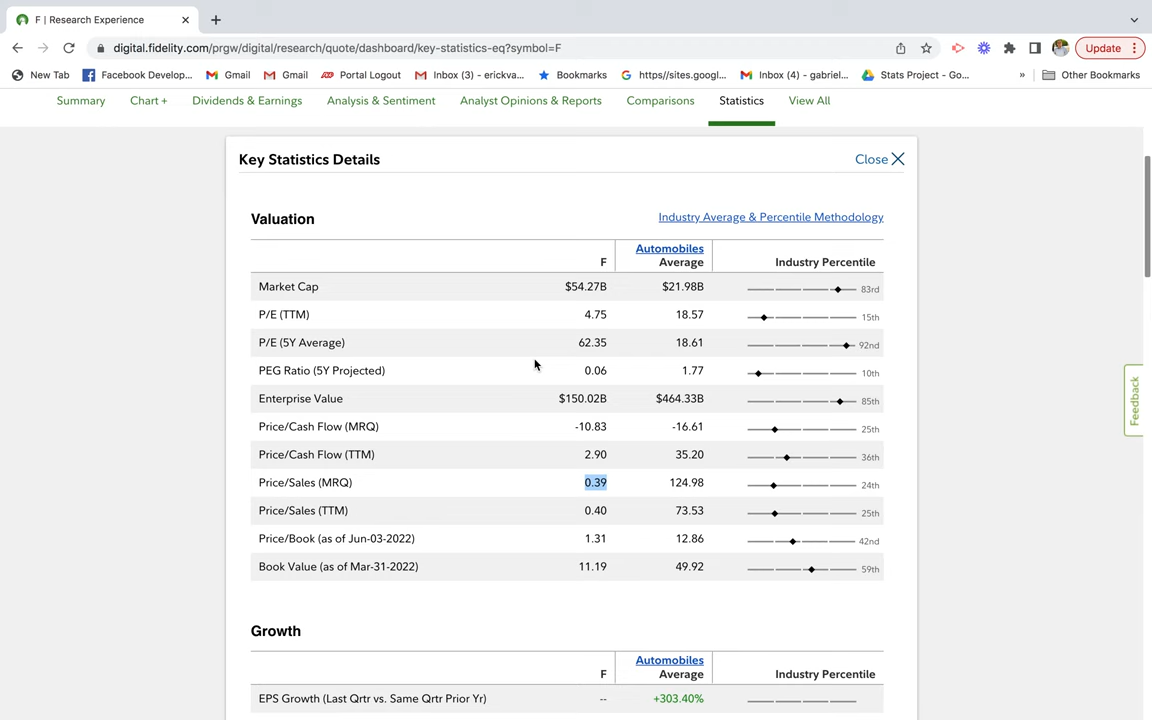 F | Research Experience
digital.fidelity.com/prgw/digital/research/quote/dashboard/key-statistics-eq?symbol=F
Update
New Tab
Facebook Develop...
Gmail
Gmail
Portal Logout
Inbox (3) - erickva...
Bookmarks
https//sites.googl...
Inbox (4) - gabriel...
Stats Project - Go...
»
Other Bookmarks
Summary Chart + Dividends & Earnings Analysis & Sentiment Analyst Opinions & Reports Comparisons Statistics View All
Key Statistics Details
Close
Valuation
Industry Average & Percentile Methodology
F Automobiles Average Industry Percentile
Market Cap $54.27B $21.98B 83rd
P/E (TTM) 4.75 18.57 15th
P/E (5Y Average) 62.35 18.61 92nd
PEG Ratio (5Y Projected) 0.06 1.77 10th
Enterprise Value $150.02B $464.33B 85th
Price/Cash Flow (MRQ) -10.83 -16.61 25th
Price/Cash Flow (TTM) 2.90 35.20 36th
Price/Sales (MRQ) 0.39 124.98 24th
Price/Sales (TTM) 0.40 73.53 25th
Price/Book (as of Jun-03-2022) 1.31 12.86 42nd
Book Value (as of Mar-31-2022) 11.19 49.92 59th
Growth
F Automobiles Average Industry Percentile
EPS Growth (Last Qrtr vs. Same Qrtr Prior Yr) -- +303.40%
Feedback